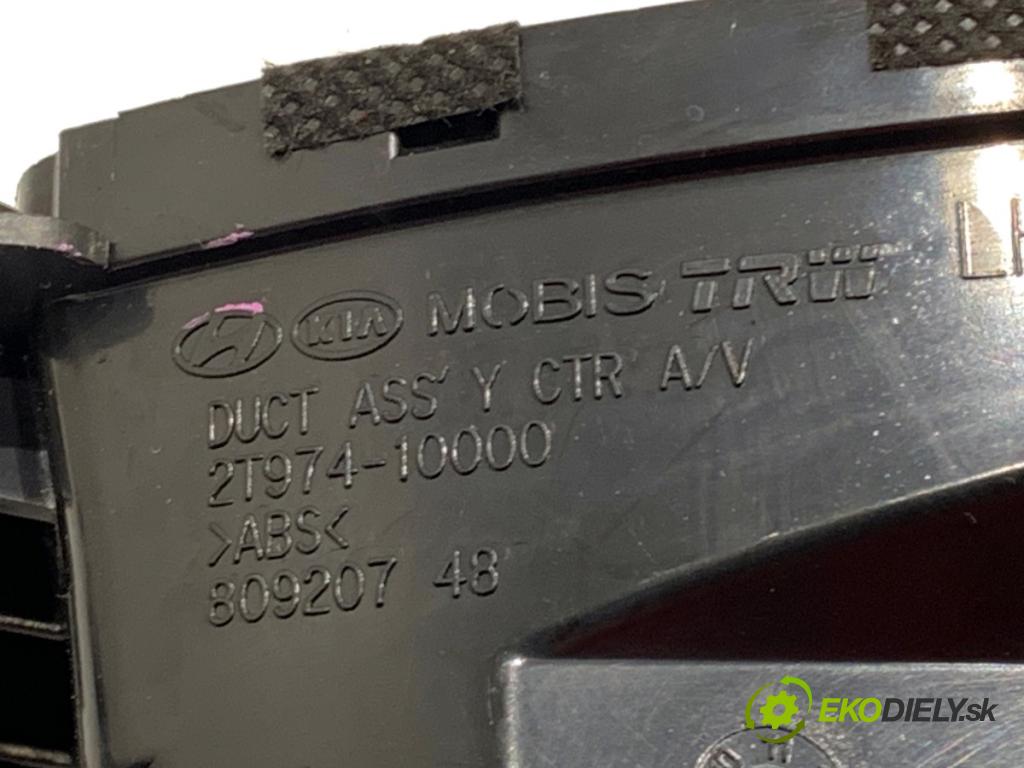 KIA MOBIS TRW
DUCT ASS'Y CTR A/V
2T974-10000
>ABS<
809207 48
EKODIELY.sk